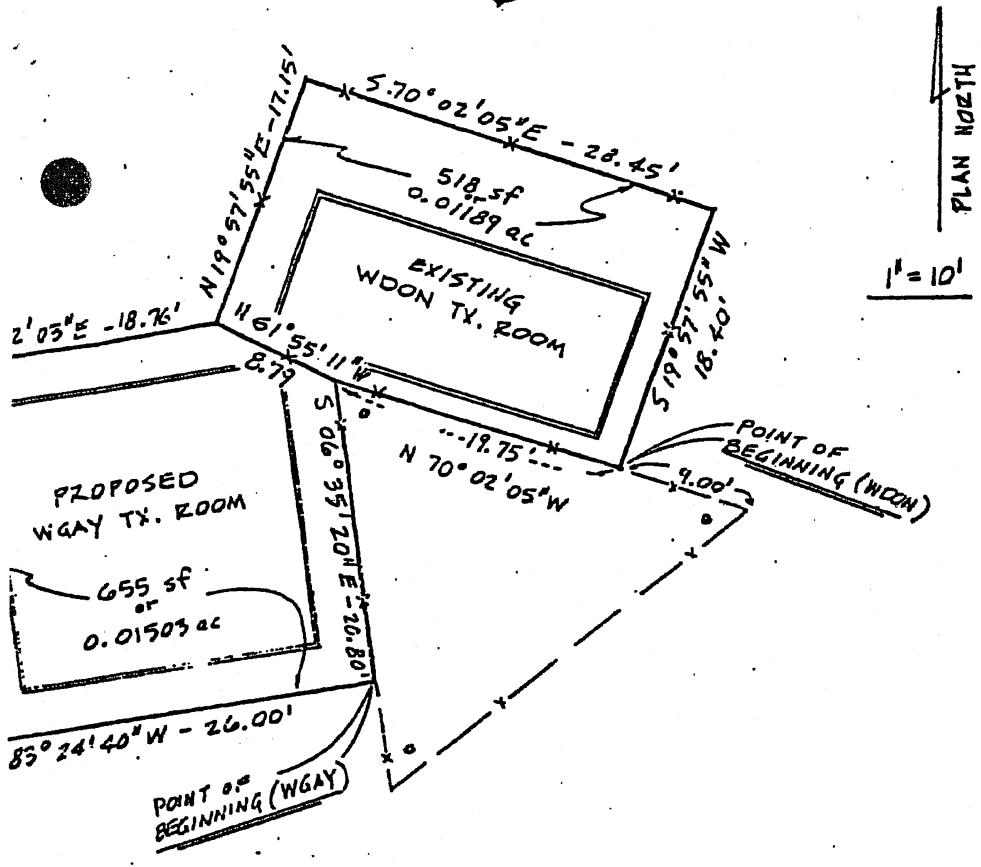 S.70°02'05"E - 28.45'
N 19°57'55"E-17.15'
PLAN NORTH
1"=10'
518 sf
or
0.01189 ac
EXISTING
WDON TX. ROOM
S 19°57'55"W
18.40'
2'03"E -18.76'
N 61°55'11"W
8.79
19.75'
N 70°02'05"W
POINT OF
BEGINNING (WDON)
9.00'
S 06°35'20"E-20.80'
PROPOSED
WGAY TX. ROOM
655 sf
or
0.01503 ac
83°24'40"W - 26.00'
POINT OF
BEGINNING (WGAY)